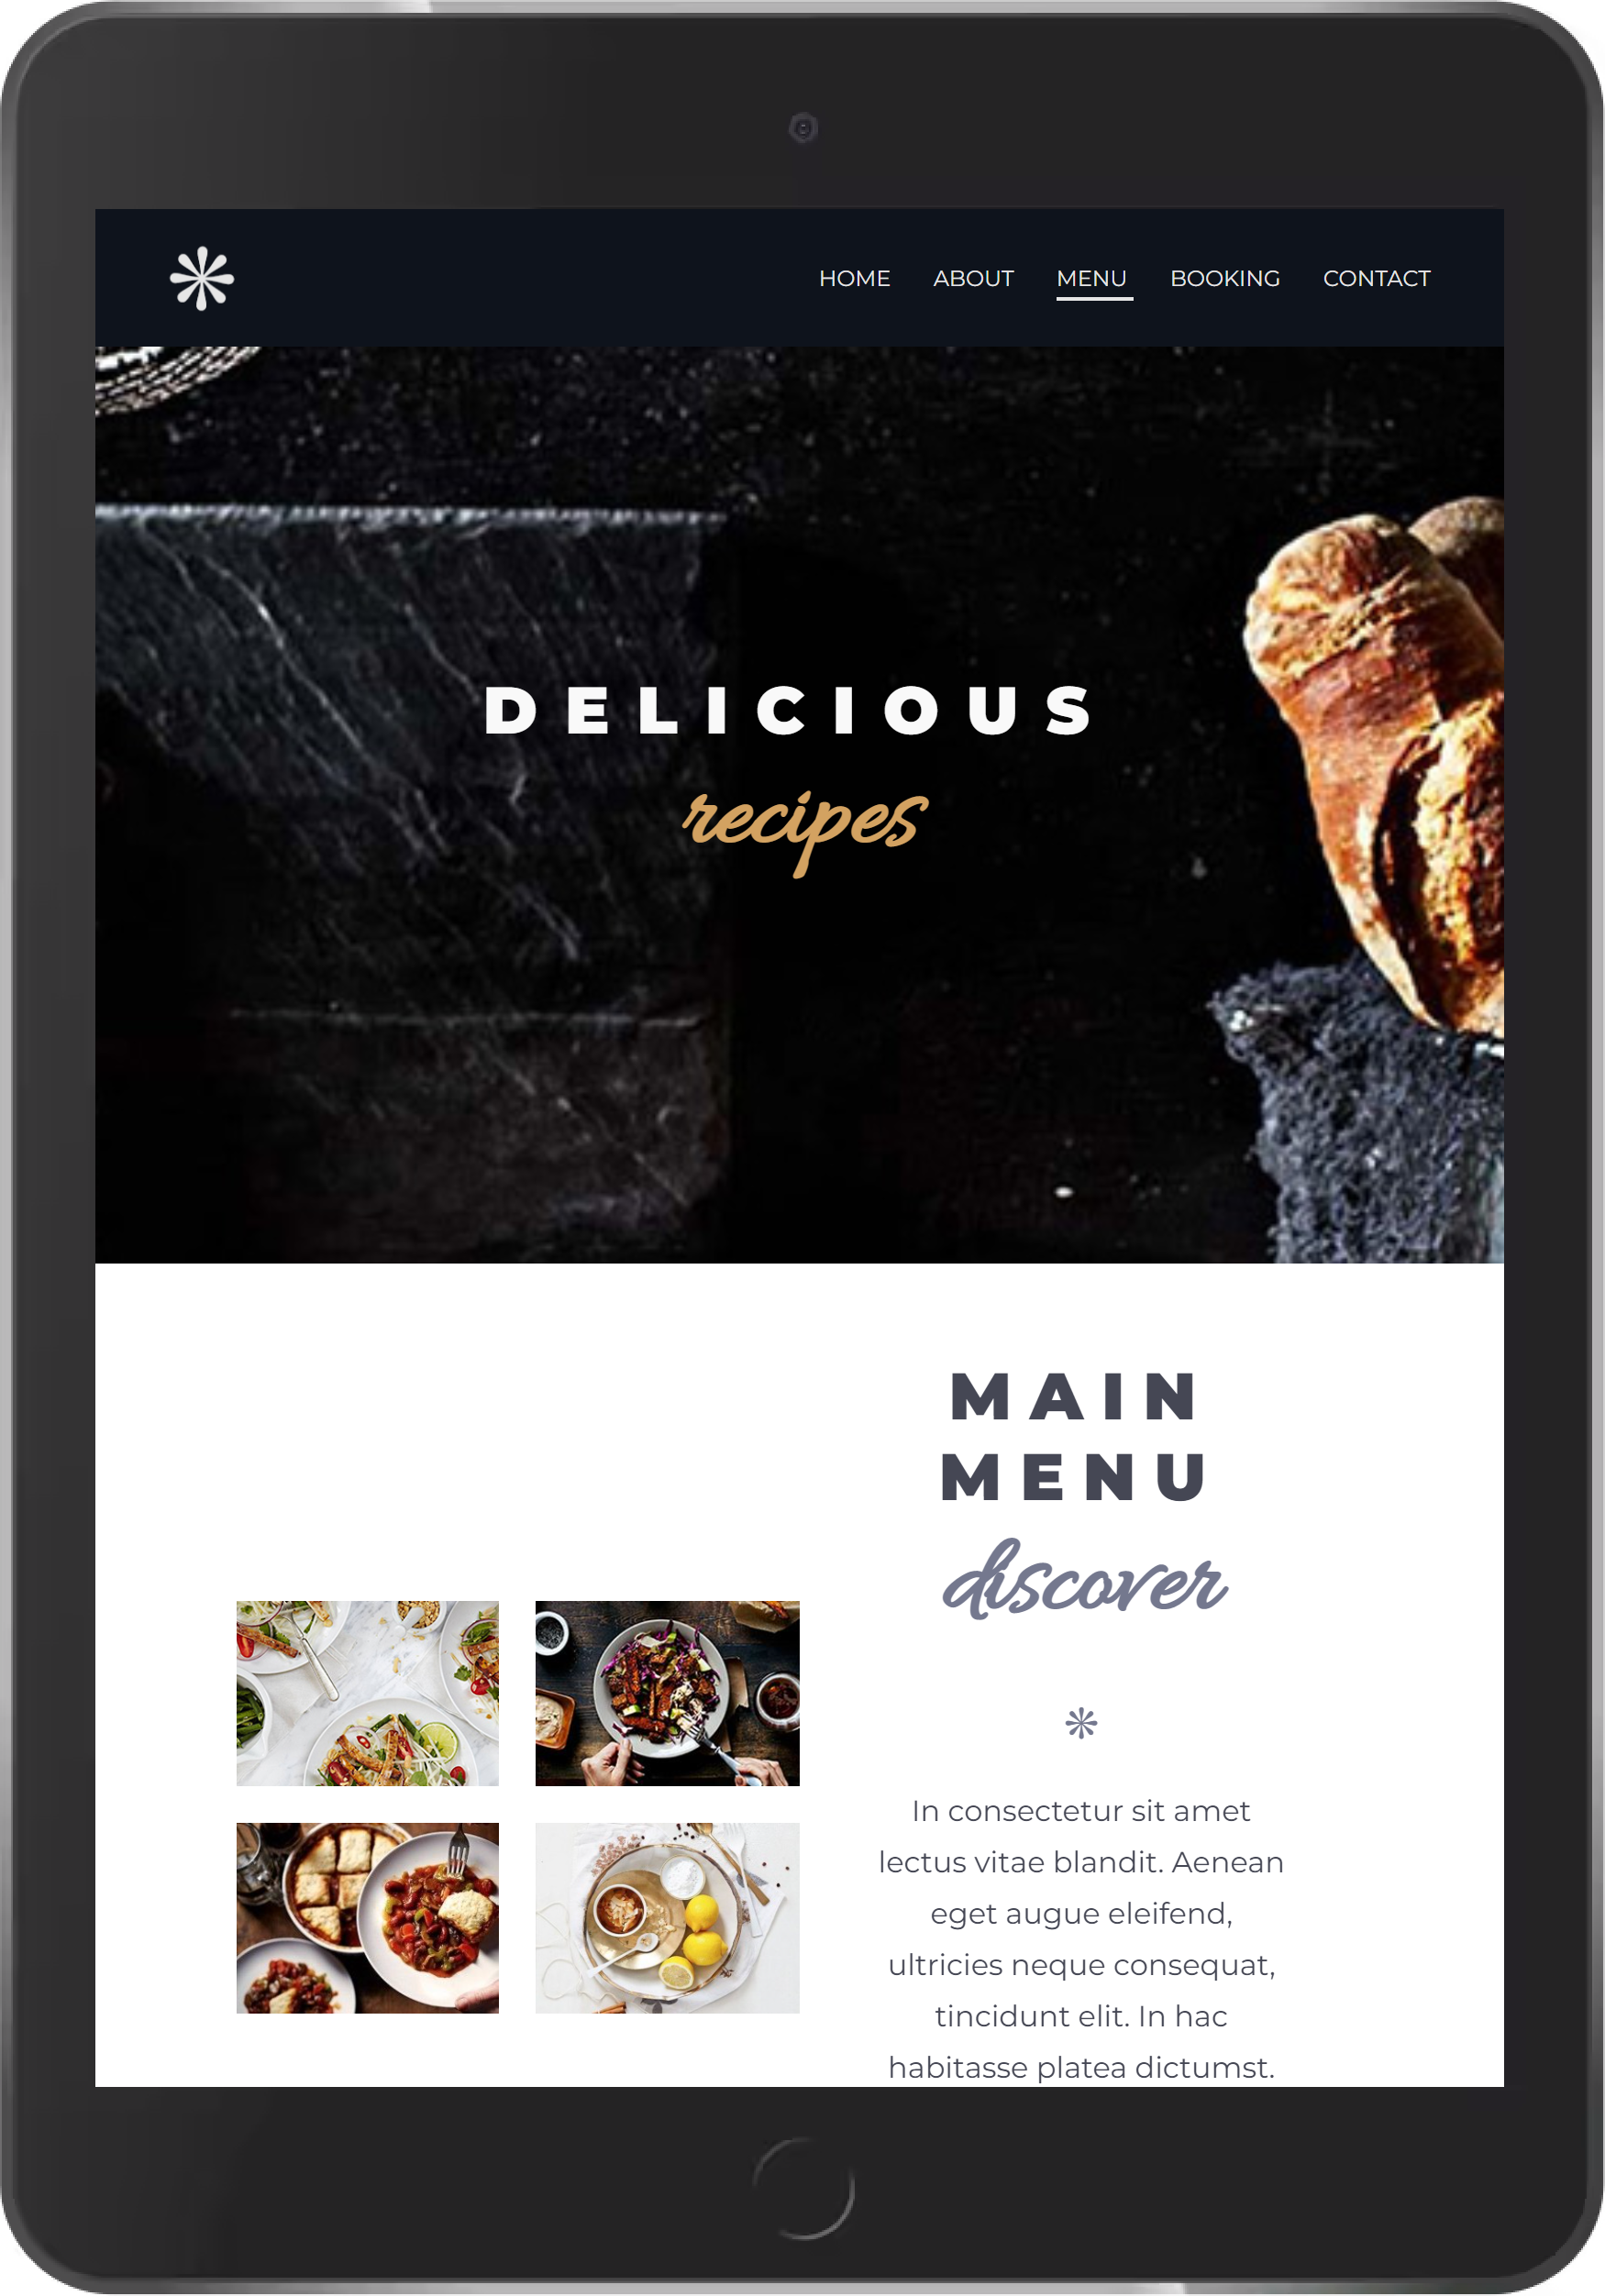 HOME ABOUT MENU BOOKING CONTACT
DELICIOUS
recipes
MAIN
MENU
discover
In consectetur sit amet
lectus vitae blandit. Aenean
eget augue eleifend,
ultricies neque consequat,
tincidunt elit. In hac
habitasse platea dictumst.